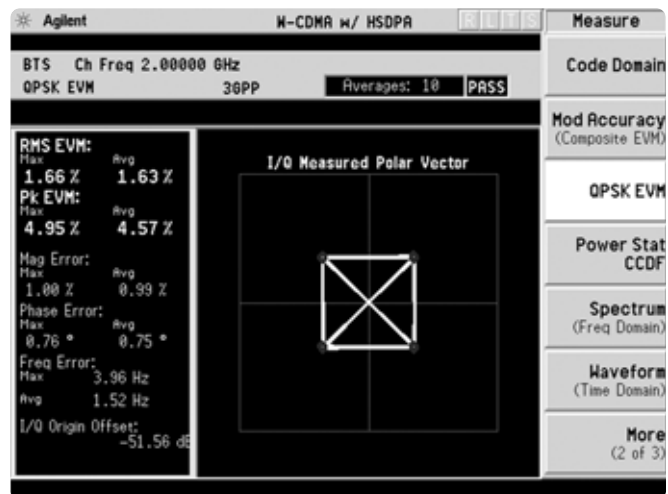 Agilent W-CDMA w/ HSDPA R L T S Measure
BTS Ch Freq 2.00000 GHz
QPSK EVM 3GPP Averages: 10 PASS
RMS EVM:
Max Avg
1.66 % 1.63 %
Pk EVM:
Max Avg
4.95 % 4.57 %
Mag Error:
Max Avg
1.00 % 0.99 %
Phase Error:
Max Avg
0.76 ° 0.75 °
Freq Error:
Max 3.96 Hz
Avg 1.52 Hz
I/Q Origin Offset:
-51.56 dB
I/Q Measured Polar Vector
Code Domain
Mod Accuracy
(Composite EVM)
QPSK EVM
Power Stat
CCDF
Spectrum
(Freq Domain)
Waveform
(Time Domain)
More
(2 of 3)